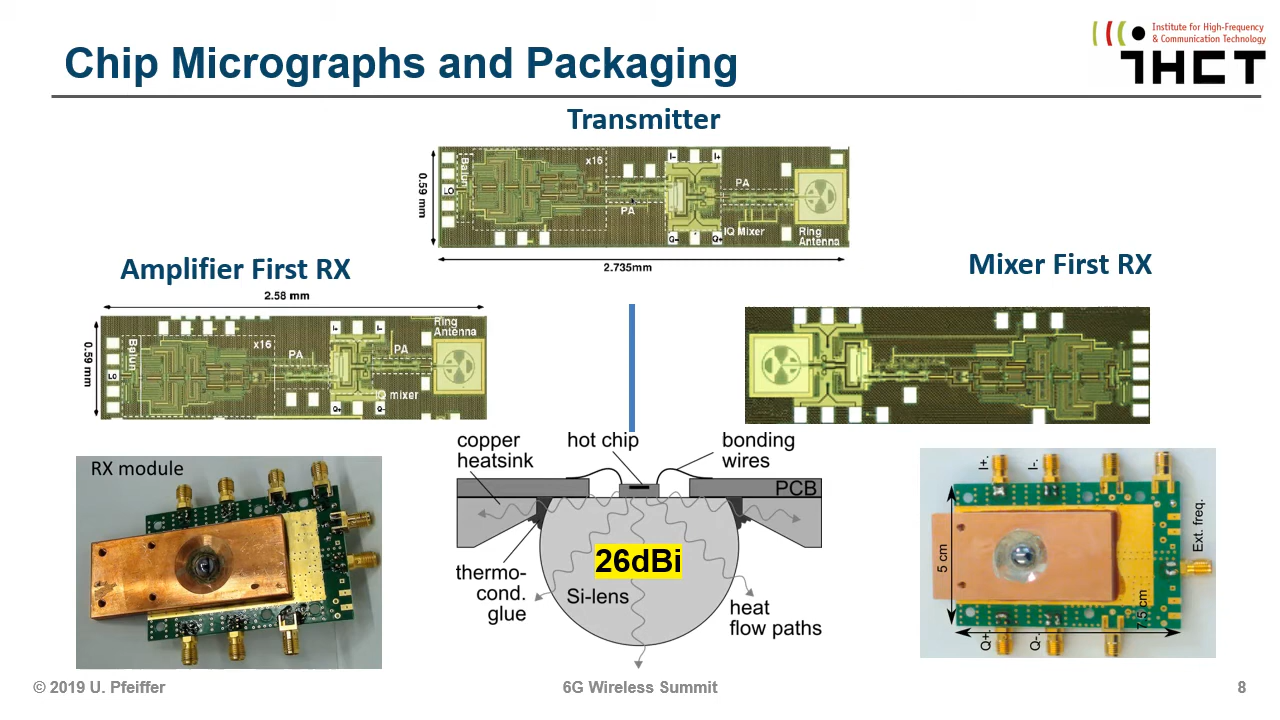 Chip Micrographs and Packaging
Institute for High-Frequency
& Communication Technology
IHCT
Transmitter
0.59 mm
Balun
LO
x16
PA
I-
I+
Q-
Q+
PA
IQ Mixer
Ring
Antenna
2.735mm
Amplifier First RX
2.58 mm
0.59 mm
Balun
LO
x16
PA
I-
I-
Q+
Q-
PA
IQ mixer
Ring
Antenna
Mixer First RX
RX module
copper
heatsink
hot chip
bonding
wires
PCB
26dBi
Si-lens
thermo-
cond.
glue
heat
flow paths
I+.
I-.
5 cm
Ext. freq.
7.5 cm
Q+.
Q-.
© 2019 U. Pfeiffer
6G Wireless Summit
8